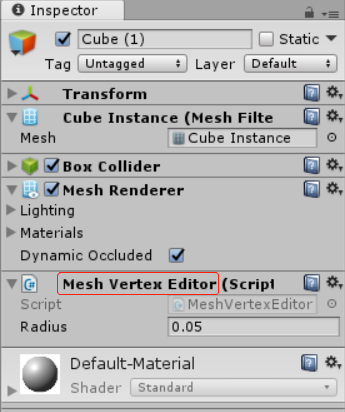 Inspector
Cube (1) Static
Tag Untagged Layer Default
Transform
Cube Instance (Mesh Filte
Mesh Cube Instance
Box Collider
Mesh Renderer
Lighting
Materials
Dynamic Occluded
Mesh Vertex Editor (Script
Script MeshVertexEditor
Radius 0.05
Default-Material
Shader Standard